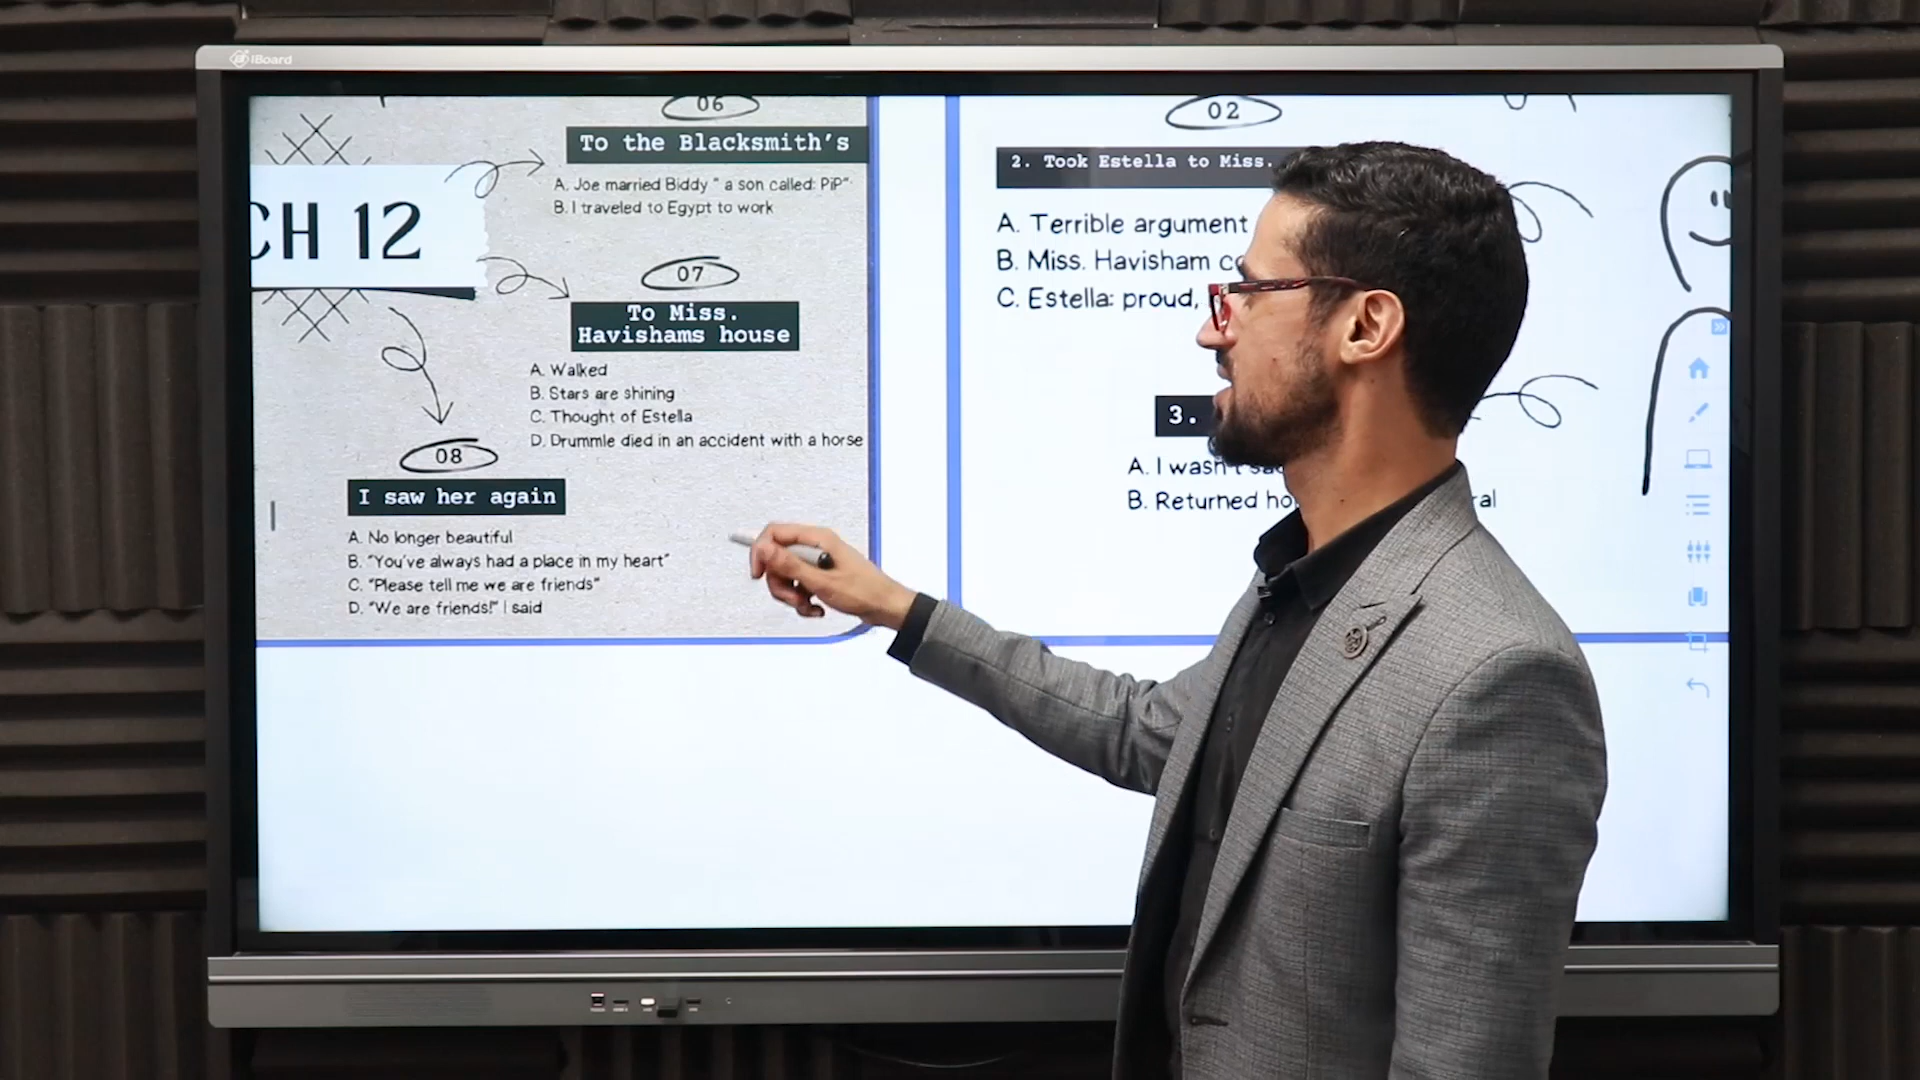 IBoard
06
To the Blacksmith's
A. Joe married Biddy " a son called: PiP"
B. I traveled to Egypt to work
CH 12
07
To Miss.
Havishams house
A. Walked
B. Stars are shining
C. Thought of Estella
D. Drummle died in an accident with a horse
08
I saw her again
A. No longer beautiful
B. "You've always had a place in my heart"
C. "Please tell me we are friends"
D. "We are friends!" I said
02
2. Took Estella to Miss.
A. Terrible argument
B. Miss. Havisham
C. Estella: proud,
3.
A. I wasn't
B. Returned